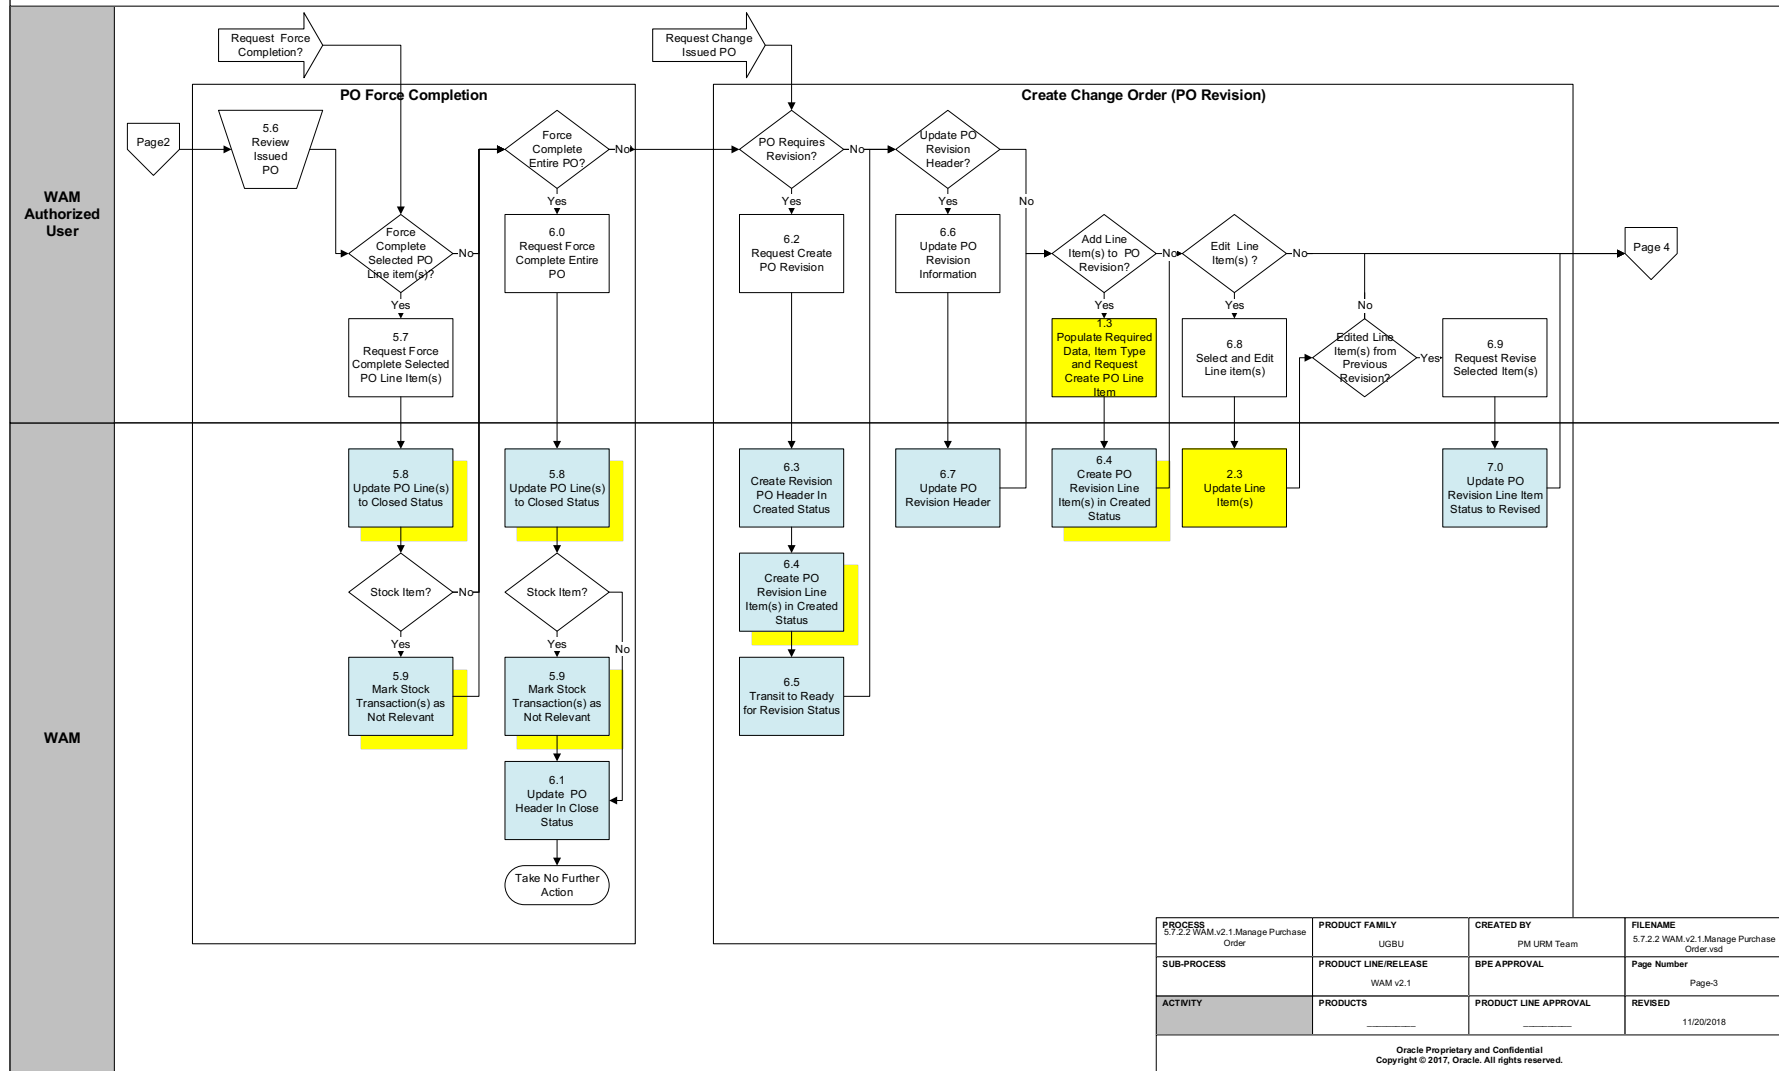 Request Force
Completion?
Request Change
Issued PO
PO Force Completion
Create Change Order (PO Revision)
WAM
Authorized
User
Page2
5.6
Review
Issued
PO
Force
Complete
Selected PO
Line item(s)?
No
Yes
5.7
Request Force
Complete Selected
PO Line Item(s)
Force
Complete
Entire PO?
No
Yes
6.0
Request Force
Complete Entire
PO
PO Requires
Revision?
No
Yes
6.2
Request Create
PO Revision
Update PO
Revision
Header?
No
Yes
6.6
Update PO
Revision
Information
Add Line
Item(s) to PO
Revision?
No
Yes
1.3
Populate Required
Data, Item Type
and Request
Create PO Line
Item
Edit Line
Item(s) ?
No
Yes
6.8
Select and Edit
Line item(s)
No
Edited Line
Item(s) from
Previous
Revision?
Yes
6.9
Request Revise
Selected Item(s)
Page 4
WAM
5.8
Update PO Line(s)
to Closed Status
Stock Item?
No
Yes
5.9
Mark Stock
Transaction(s) as
Not Relevant
5.8
Update PO Line(s)
to Closed Status
Stock Item?
Yes
No
5.9
Mark Stock
Transaction(s) as
Not Relevant
6.1
Update PO
Header In Close
Status
Take No Further
Action
6.3
Create Revision
PO Header In
Created Status
6.4
Create PO
Revision Line
Item(s) in Created
Status
6.5
Transit to Ready
for Revision Status
6.7
Update PO
Revision Header
6.4
Create PO
Revision Line
Item(s) in Created
Status
2.3
Update Line
Item(s)
7.0
Update PO
Revision Line Item
Status to Revised
PROCESS
5.7.2.2 WAM.v2.1.Manage Purchase
Order
PRODUCT FAMILY
UGBU
CREATED BY
PM URM Team
FILENAME
5.7.2.2 WAM.v2.1.Manage Purchase
Order.vsd
SUB-PROCESS
PRODUCT LINE/RELEASE
WAM v2.1
BPE APPROVAL
Page Number
Page-3
ACTIVITY
PRODUCTS
___________
PRODUCT LINE APPROVAL
___________
REVISED
11/20/2018
Oracle Proprietary and Confidential
Copyright © 2017, Oracle. All rights reserved.